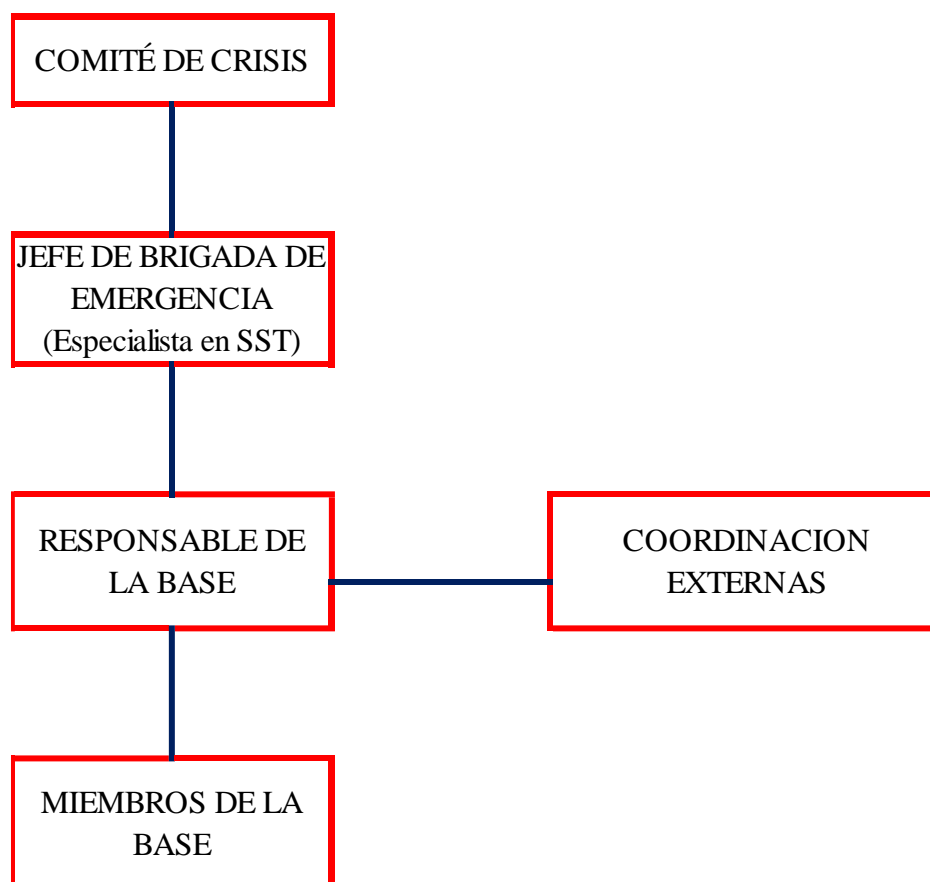 COMITÉ DE CRISIS
JEFE DE BRIGADA DE
EMERGENCIA
(Especialista en SST)
RESPONSABLE DE
LA BASE
COORDINACION
EXTERNAS
MIEMBROS DE LA
BASE